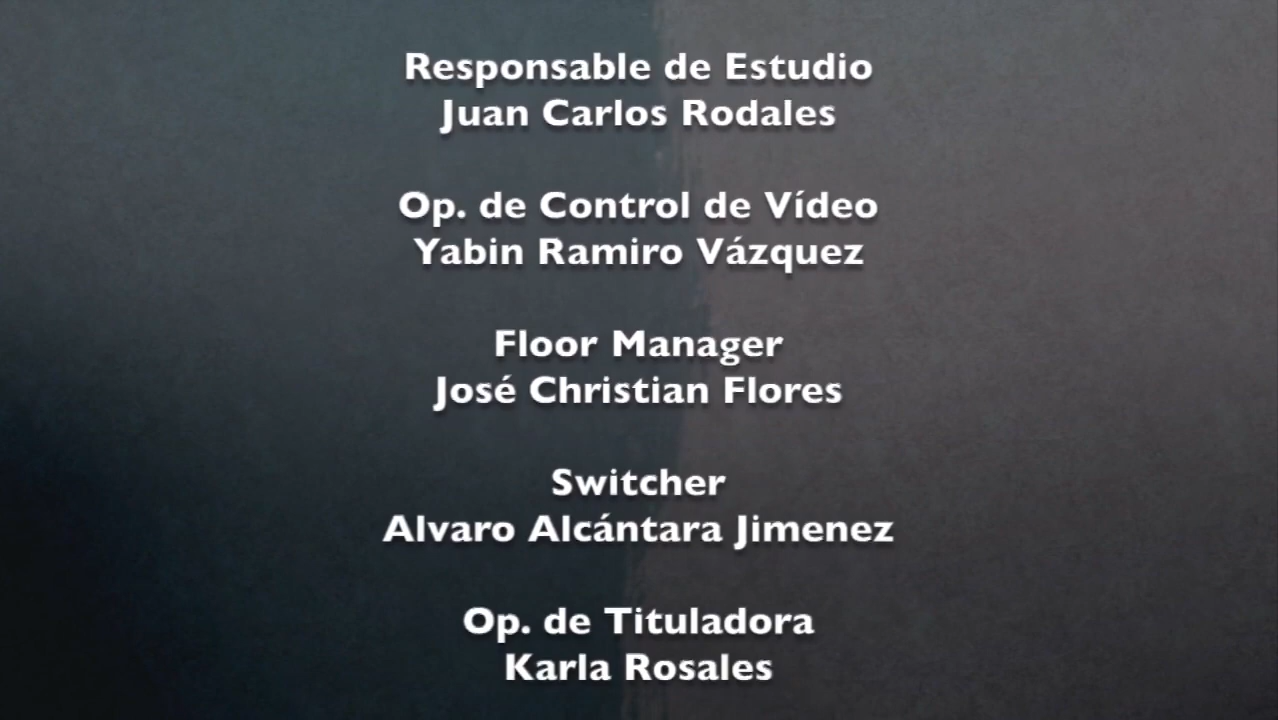 Responsable de Estudio
Juan Carlos Rodales
Op. de Control de Vídeo
Yabin Ramiro Vázquez
Floor Manager
José Christian Flores
Switcher
Alvaro Alcántara Jimenez
Op. de Tituladora
Karla Rosales